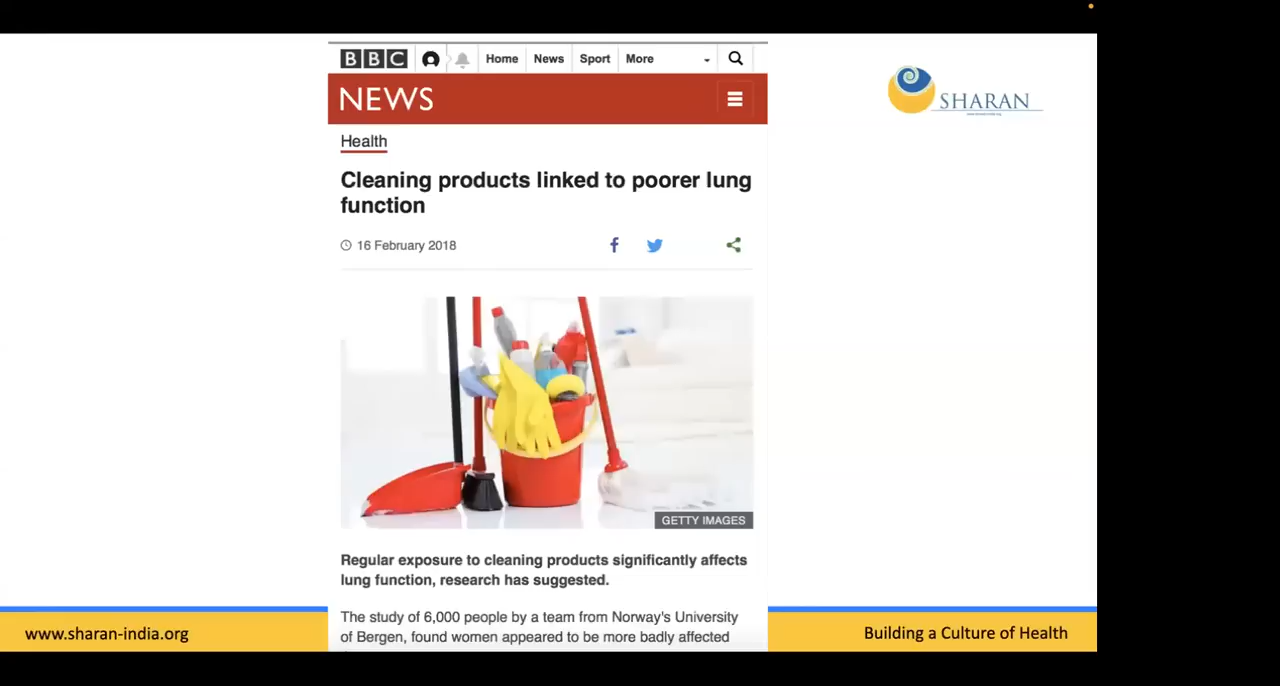 BBC
Home
News
Sport
More
NEWS
SHARAN
Health
Cleaning products linked to poorer lung
function
16 February 2018
GETTY IMAGES
Regular exposure to cleaning products significantly affects
lung function, research has suggested.
The study of 6,000 people by a team from Norway's University
of Bergen, found women appeared to be more badly affected
www.sharan-india.org
Building a Culture of Health